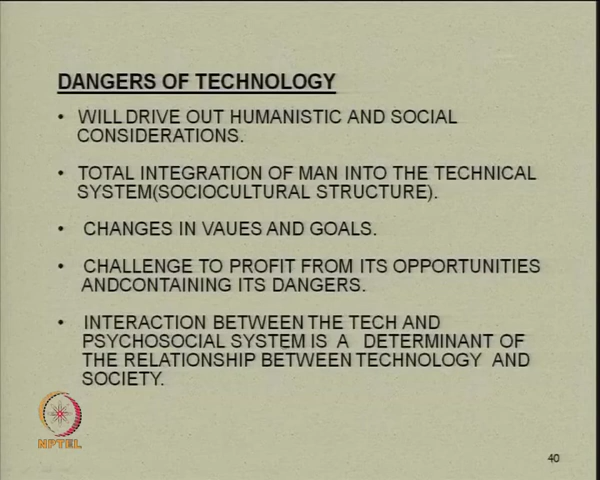 DANGERS OF TECHNOLOGY
• WILL DRIVE OUT HUMANISTIC AND SOCIAL
CONSIDERATIONS.
• TOTAL INTEGRATION OF MAN INTO THE TECHNICAL
SYSTEM(SOCIOCULTURAL STRUCTURE).
• CHANGES IN VAUES AND GOALS.
• CHALLENGE TO PROFIT FROM ITS OPPORTUNITIES
ANDCONTAINING ITS DANGERS.
• INTERACTION BETWEEN THE TECH AND
PSYCHOSOCIAL SYSTEM IS A DETERMINANT OF
THE RELATIONSHIP BETWEEN TECHNOLOGY AND
SOCIETY.
NPTEL
40